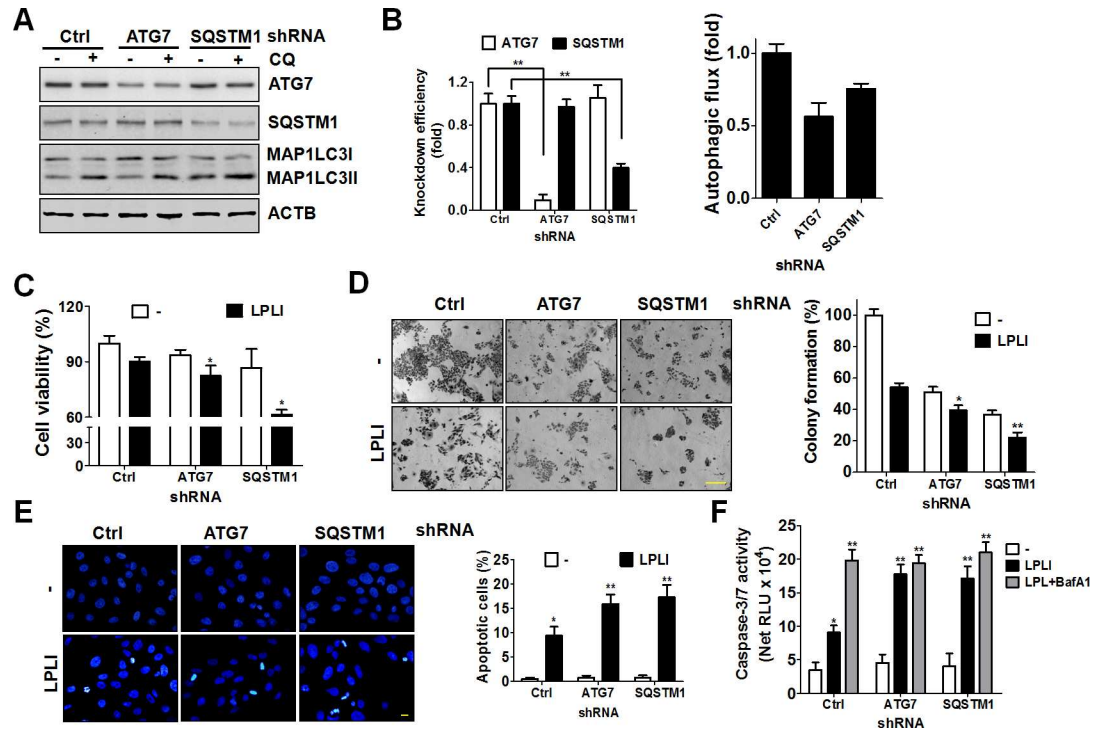 A
Ctrl ATG7 SQSTM1 shRNA
- + - + - + CQ
ATG7
SQSTM1
MAP1LC3I
MAP1LC3II
ACTB
B
ATG7 SQSTM1
** **
Knockdown efficiency (fold)
1.2
0.8
0.4
0.0
Ctrl ATG7 SQSTM1
shRNA
Autophagic flux (fold)
1.0
0.5
0.0
Ctrl ATG7 SQSTM1
shRNA
C
- LPLI
Cell viability (%)
120
90
60
30
0
* *
Ctrl ATG7 SQSTM1
shRNA
D
Ctrl ATG7 SQSTM1 shRNA
-
LPLI
Colony formation (%)
100
80
60
40
20
0
-
LPLI
* **
Ctrl ATG7 SQSTM1
shRNA
E
Ctrl ATG7 SQSTM1 shRNA
-
LPLI
Apoptotic cells (%)
25
20
15
10
5
0
- LPLI
* ** **
Ctrl ATG7 SQSTM1
shRNA
F
Caspase-3/7 activity
(Net RLU x 10⁴)
25
20
15
10
5
0
-
LPLI
LPL+BafA1
* ** ** ** ** **
Ctrl ATG7 SQSTM1
shRNA